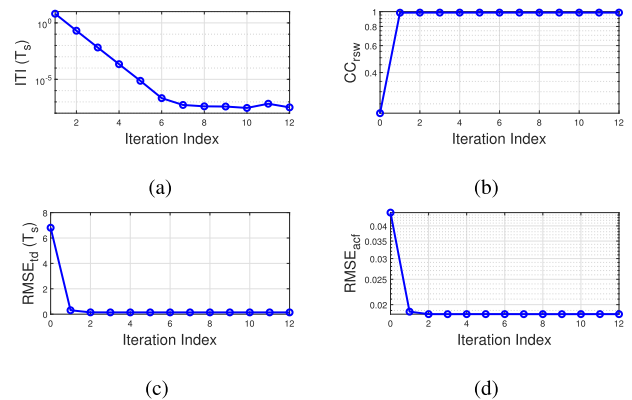 10^0
10^-5
ITI (T_s)
2 4 6 8 10 12
Iteration Index
(a)
1
0.8
0.6
0.4
CC_rsw
0 2 4 6 8 10 12
Iteration Index
(b)
8
6
4
2
0
RMSE_td (T_s)
0 2 4 6 8 10 12
Iteration Index
(c)
0.04
0.035
0.03
0.025
0.02
RMSE_acf
0 2 4 6 8 10 12
Iteration Index
(d)